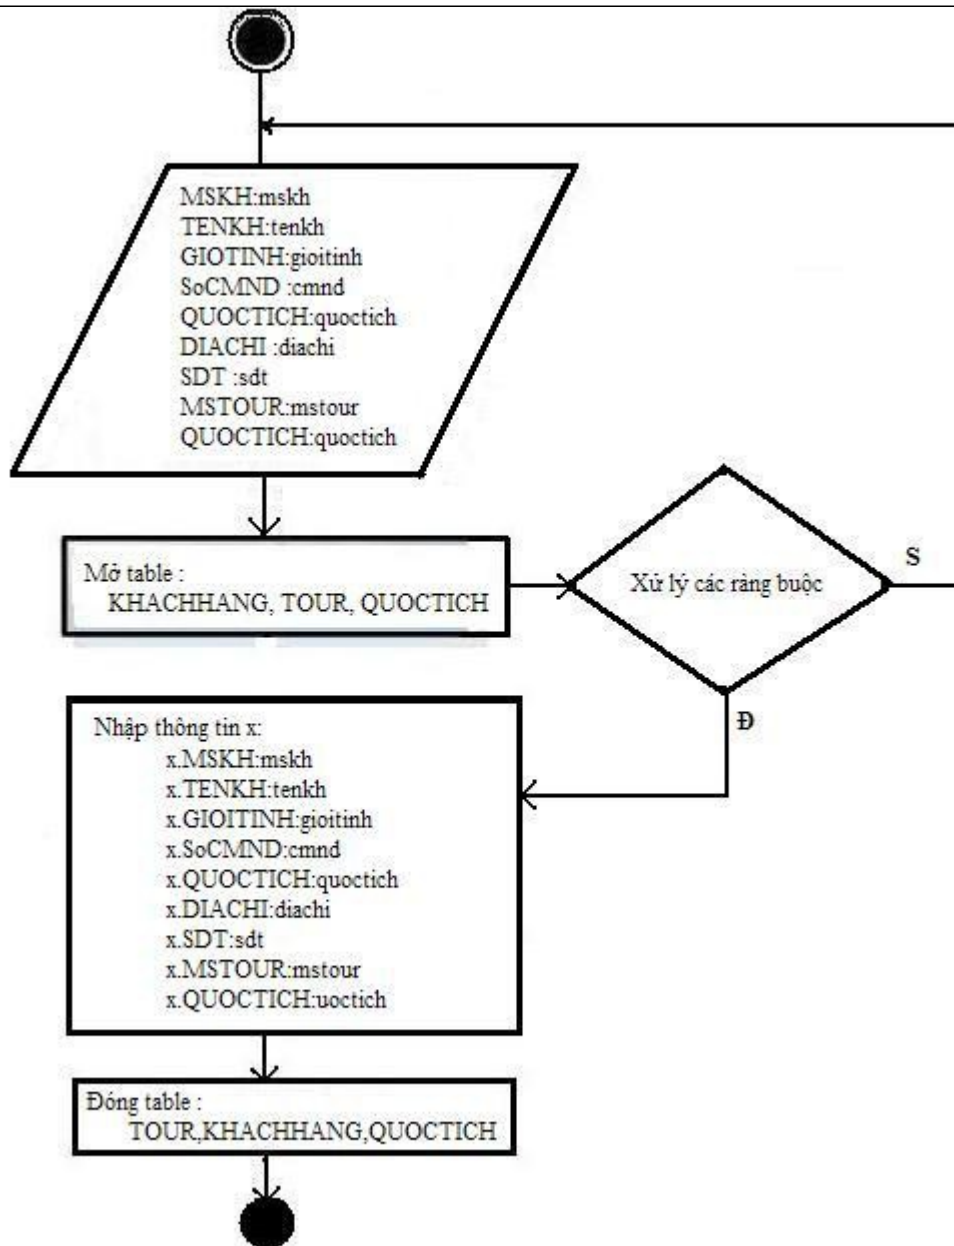 MSKH:mskh
TENKH:tenkh
GIOTINH:gioitinh
SoCMND :cmnd
QUOCTICH:quoctich
DIACHI :diachi
SDT :sdt
MSTOUR:mstour
QUOCTICH:quoctich
Mở table :
KHACHHANG, TOUR, QUOCTICH
Xử lý các ràng buộc
S
Đ
Nhập thông tin x:
x.MSKH:mskh
x.TENKH:tenkh
x.GIOITINH:gioitinh
x.SoCMND:cmnd
x.QUOCTICH:quoctich
x.DIACHI:diachi
x.SDT:sdt
x.MSTOUR:mstour
x.QUOCTICH:uoctich
Đóng table :
TOUR,KHACHHANG,QUOCTICH